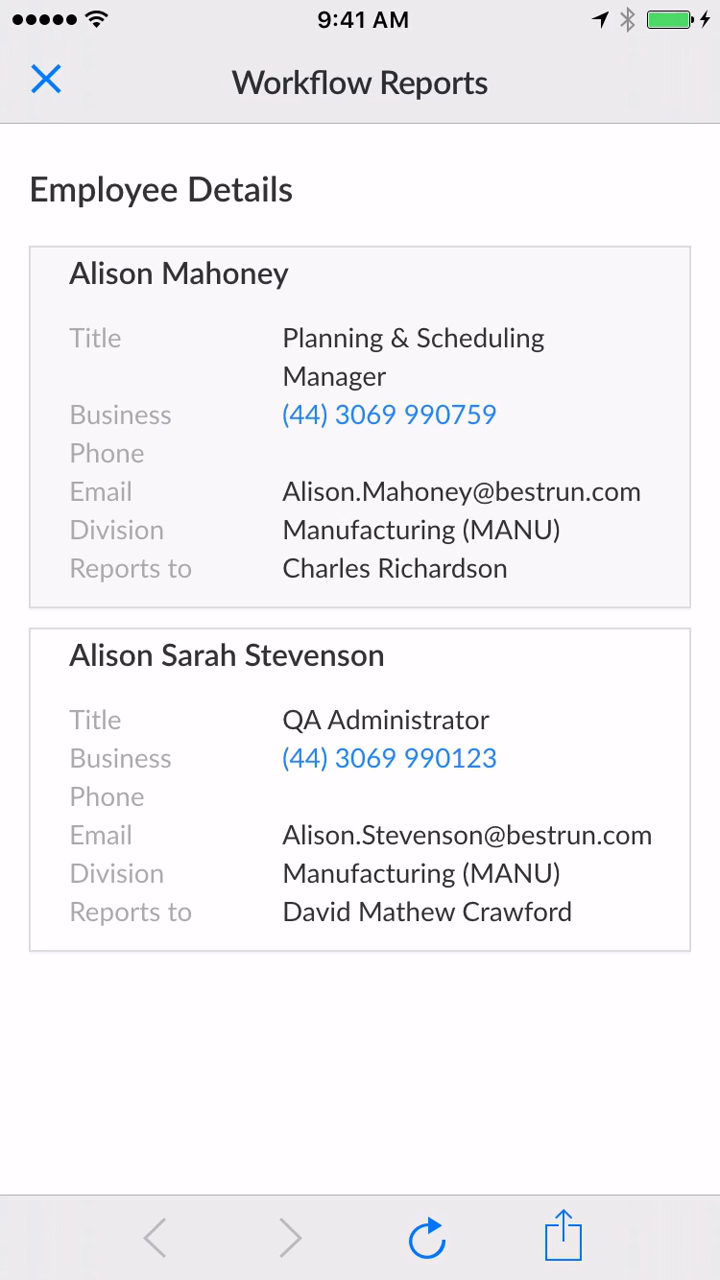 9:41 AM
Workflow Reports
Employee Details
Alison Mahoney
Title Planning & Scheduling
Manager
Business (44) 3069 990759
Phone
Email Alison.Mahoney@bestrun.com
Division Manufacturing (MANU)
Reports to Charles Richardson
Alison Sarah Stevenson
Title QA Administrator
Business (44) 3069 990123
Phone
Email Alison.Stevenson@bestrun.com
Division Manufacturing (MANU)
Reports to David Mathew Crawford